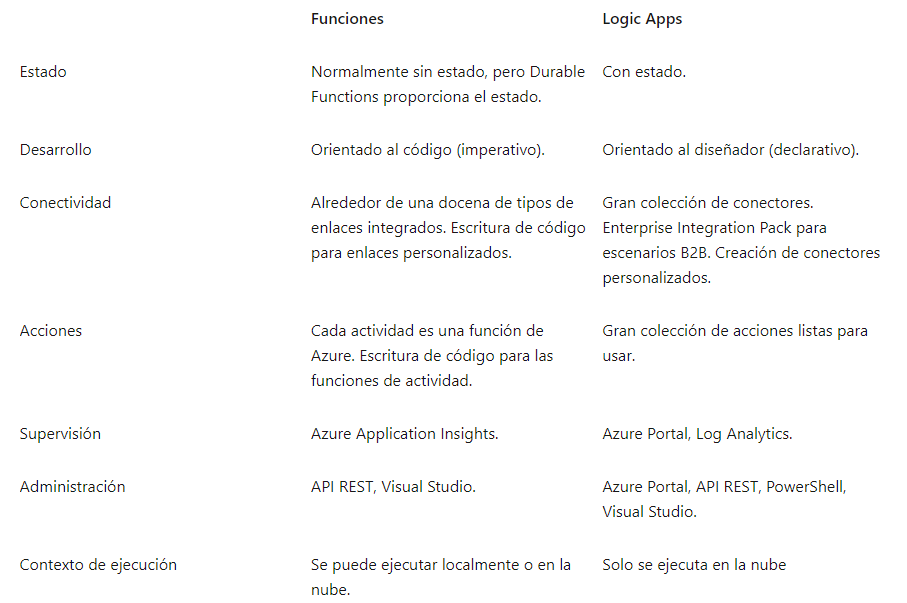 Funciones Logic Apps
Estado Normalmente sin estado, pero Durable Con estado.
Functions proporciona el estado.
Desarrollo Orientado al código (imperativo). Orientado al diseñador (declarativo).
Conectividad Alrededor de una docena de tipos de Gran colección de conectores.
enlaces integrados. Escritura de código Enterprise Integration Pack para
para enlaces personalizados. escenarios B2B. Creación de conectores
personalizados.
Acciones Cada actividad es una función de Gran colección de acciones listas para
Azure. Escritura de código para las usar.
funciones de actividad.
Supervisión Azure Application Insights. Azure Portal, Log Analytics.
Administración API REST, Visual Studio. Azure Portal, API REST, PowerShell,
Visual Studio.
Contexto de ejecución Se puede ejecutar localmente o en la Solo se ejecuta en la nube
nube.